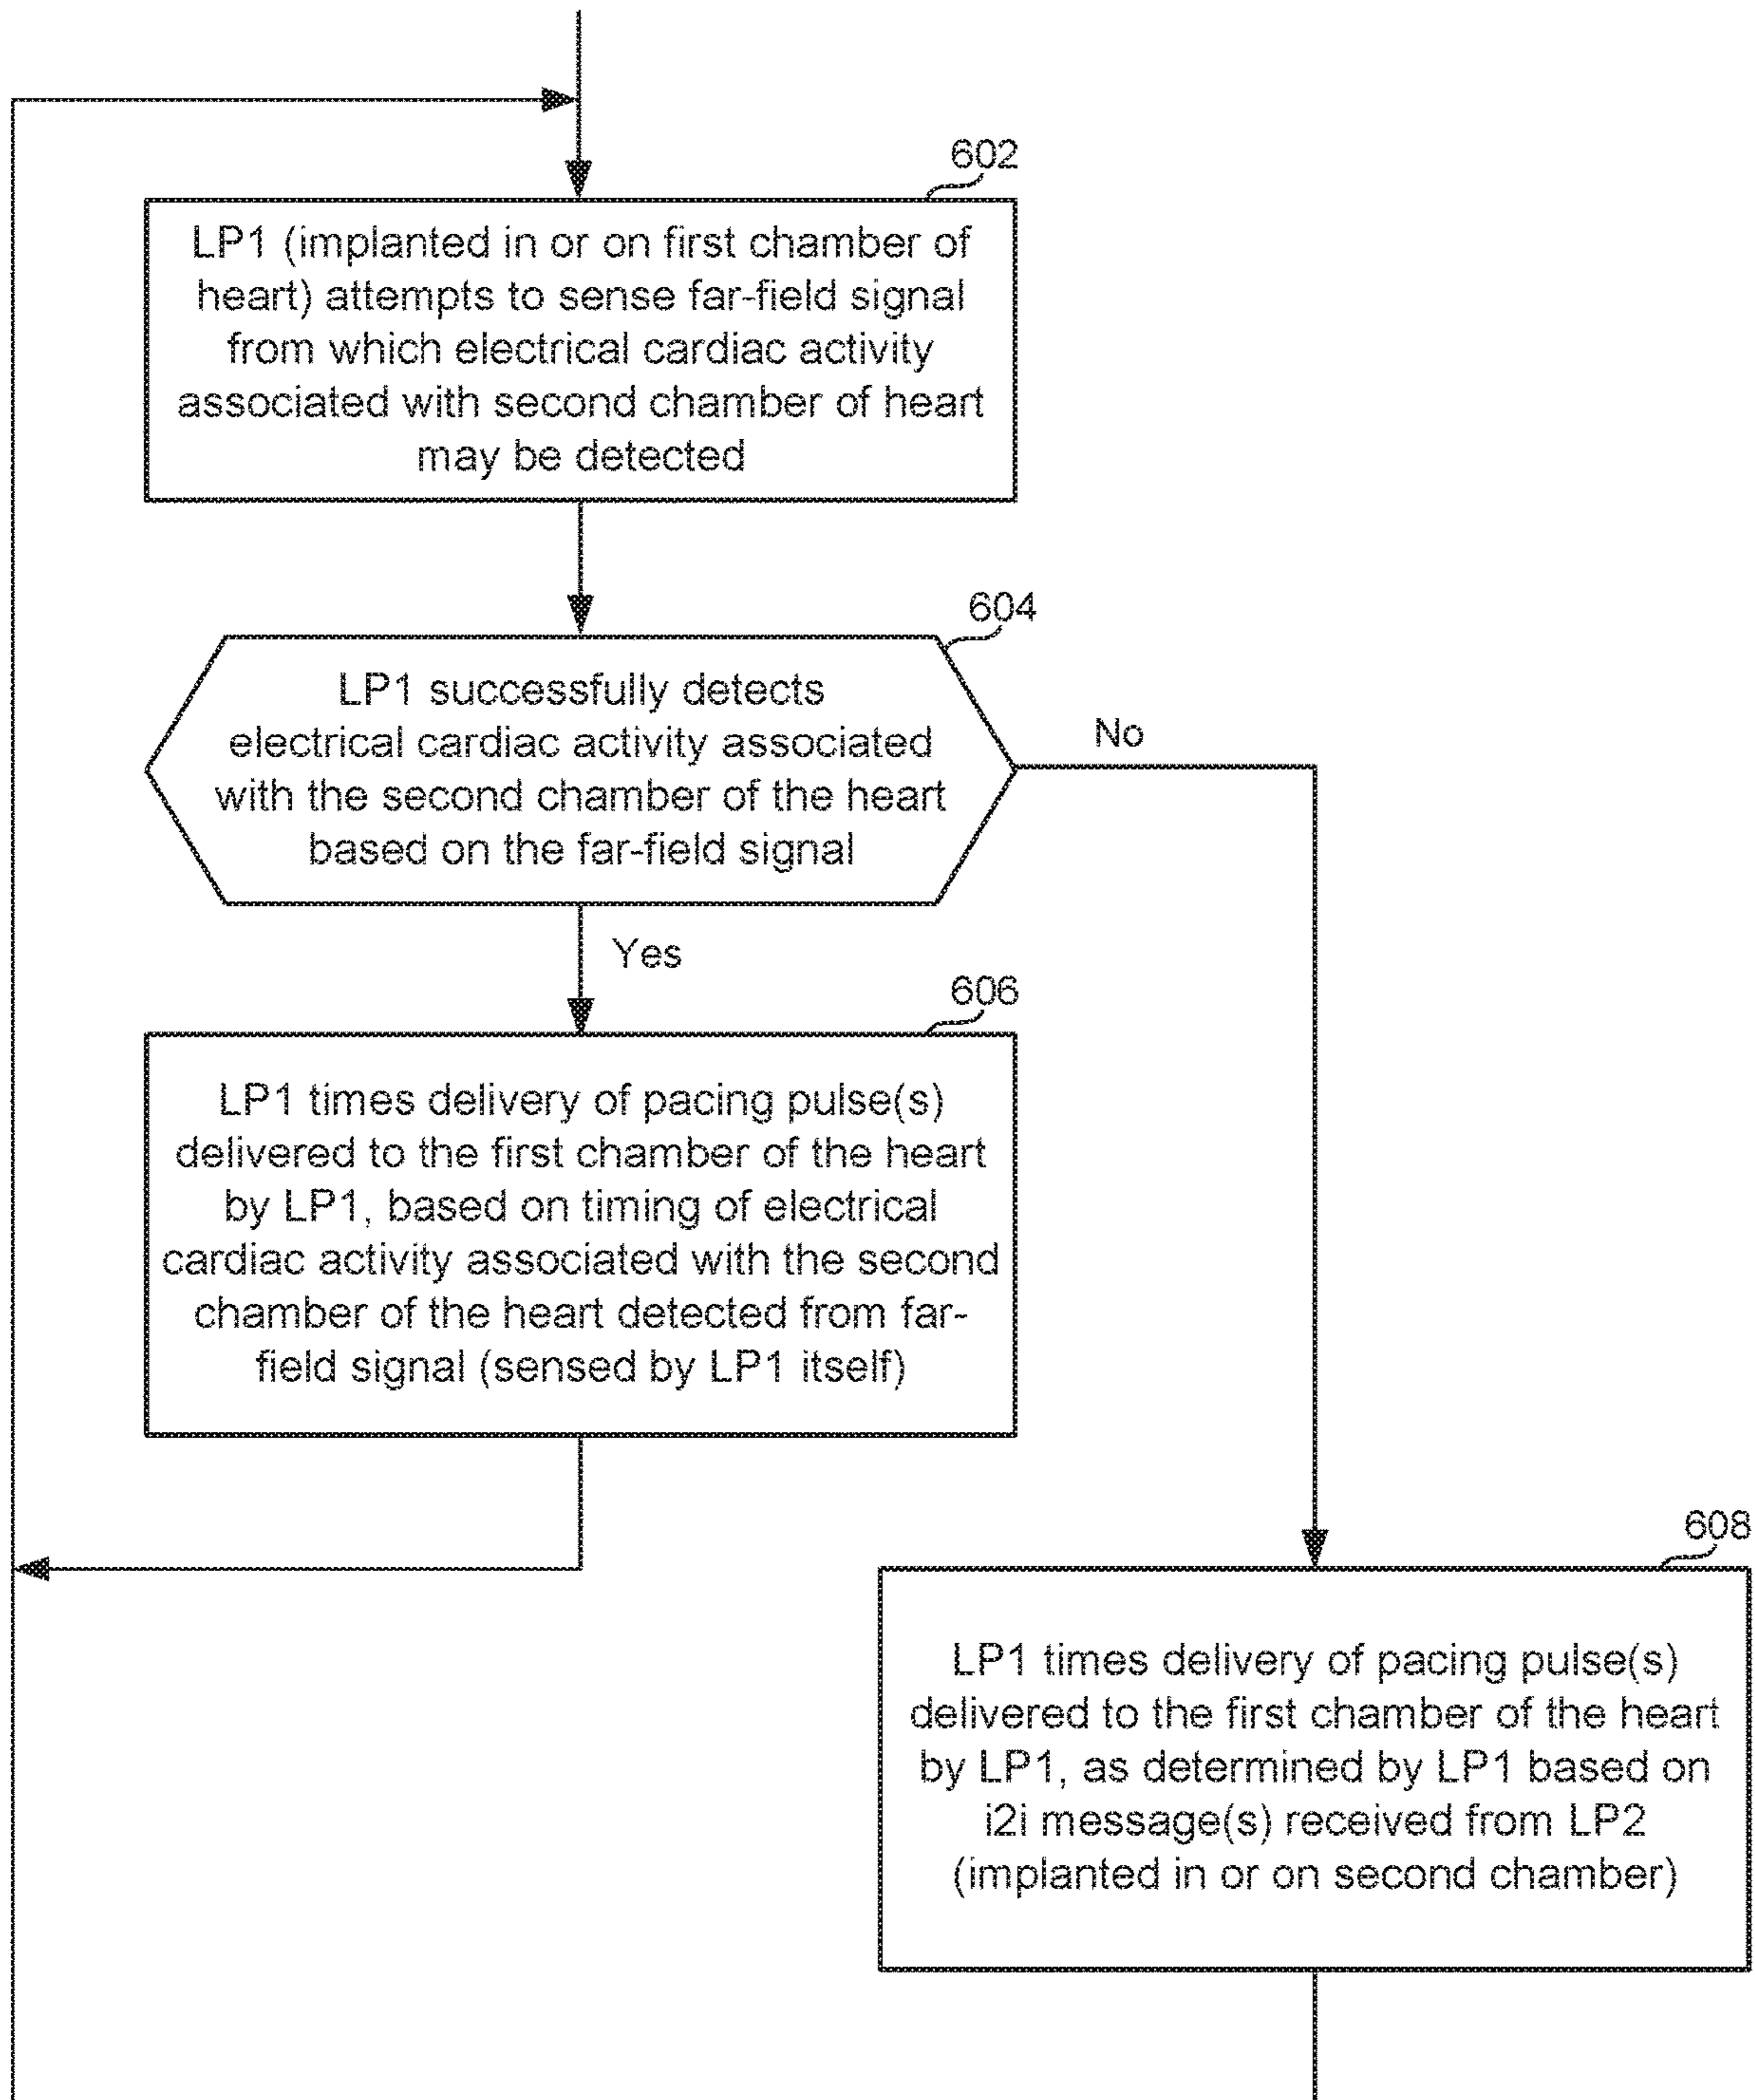 602
LP1 (implanted in or on first chamber of
heart) attempts to sense far-field signal
from which electrical cardiac activity
associated with second chamber of heart
may be detected
604
LP1 successfully detects
electrical cardiac activity associated
with the second chamber of the heart
based on the far-field signal
No
Yes
606
LP1 times delivery of pacing pulse(s)
delivered to the first chamber of the heart
by LP1, based on timing of electrical
cardiac activity associated with the second
chamber of the heart detected from far-
field signal (sensed by LP1 itself)
608
LP1 times delivery of pacing pulse(s)
delivered to the first chamber of the heart
by LP1, as determined by LP1 based on
i2i message(s) received from LP2
(implanted in or on second chamber)